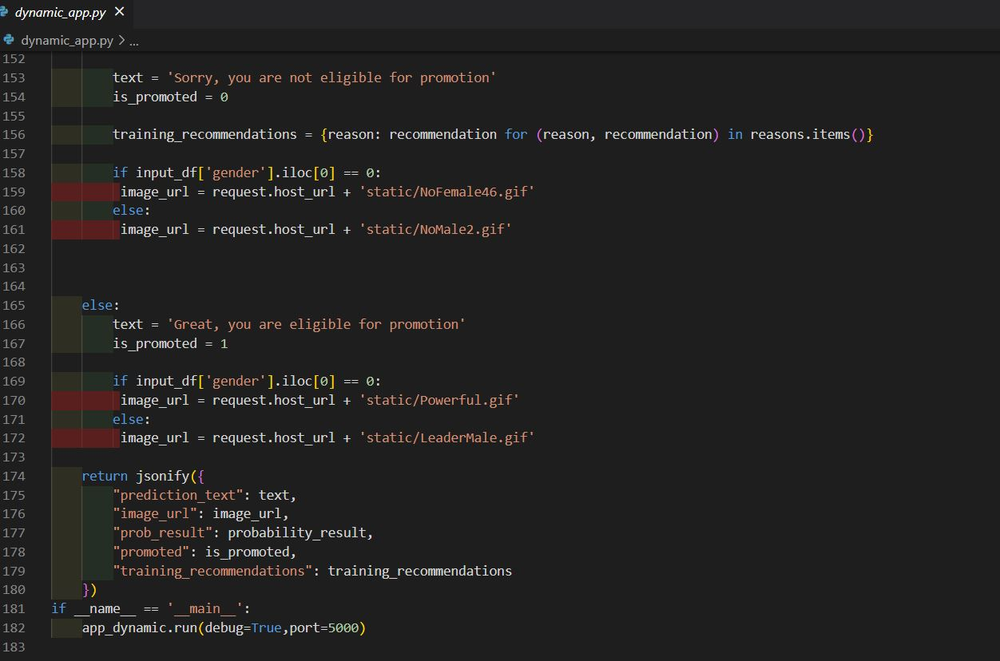 dynamic_app.py ×
dynamic_app.py > ...
152
153 text = 'Sorry, you are not eligible for promotion'
154 is_promoted = 0
155
156 training_recommendations = {reason: recommendation for (reason, recommendation) in reasons.items()}
157
158 if input_df['gender'].iloc[0] == 0:
159 image_url = request.host_url + 'static/NoFemale46.gif'
160 else:
161 image_url = request.host_url + 'static/NoMale2.gif'
162
163
164
165 else:
166 text = 'Great, you are eligible for promotion'
167 is_promoted = 1
168
169 if input_df['gender'].iloc[0] == 0:
170 image_url = request.host_url + 'static/Powerful.gif'
171 else:
172 image_url = request.host_url + 'static/LeaderMale.gif'
173
174 return jsonify({
175 "prediction_text": text,
176 "image_url": image_url,
177 "prob_result": probability_result,
178 "promoted": is_promoted,
179 "training_recommendations": training_recommendations
180 })
181 if __name__ == '__main__':
182 app_dynamic.run(debug=True,port=5000)
183